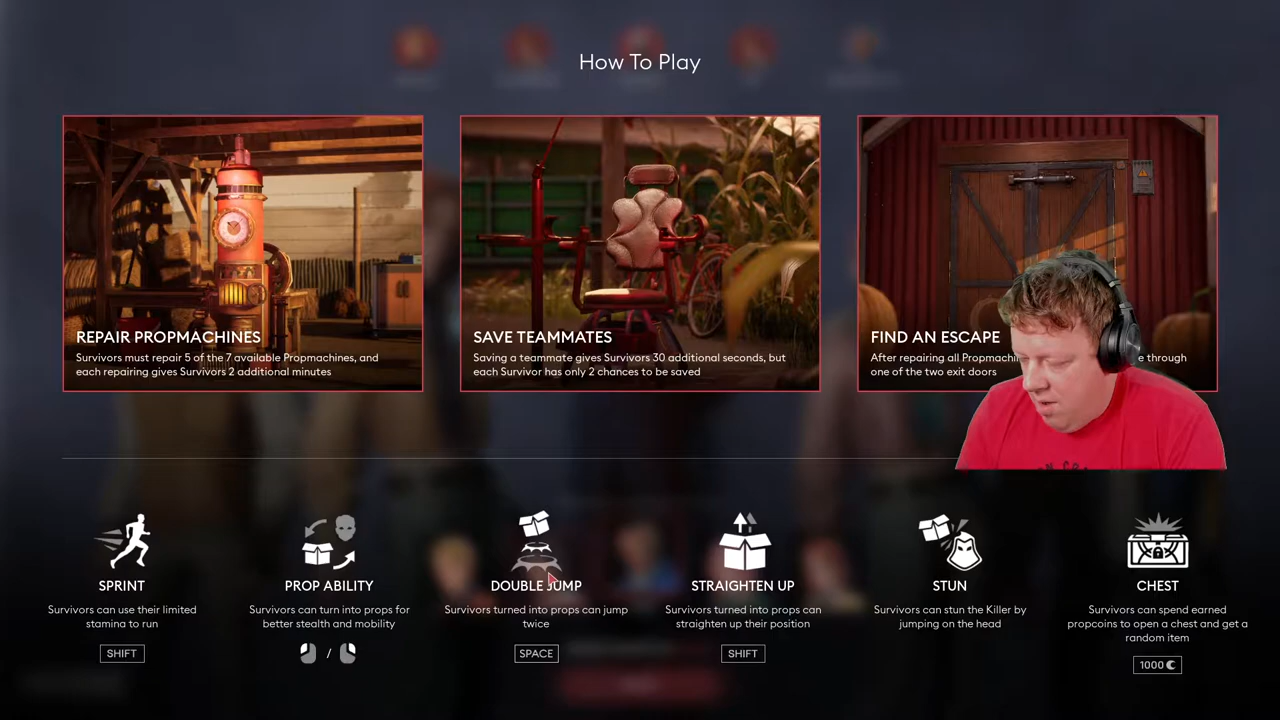 How To Play
REPAIR PROPMACHINES
Survivors must repair 5 of the 7 available Propmachines, and
each repairing gives Survivors 2 additional minutes
SAVE TEAMMATES
Saving a teammate gives Survivors 30 additional seconds, but
each Survivor has only 2 chances to be saved
FIND AN ESCAPE
After repairing all through
one of the two exit doors
SPRINT
Survivors can use their limited
stamina to run
SHIFT
PROP ABILITY
Survivors can turn into props for
better stealth and mobility
/
DOUBLE JUMP
Survivors turned into props can jump
twice
SPACE
STRAIGHTEN UP
Survivors turned into props can
straighten up their position
SHIFT
STUN
Survivors can stun the Killer by
jumping on the head
CHEST
Survivors can spend earned
propcoins to open a chest and get a
random item
1000